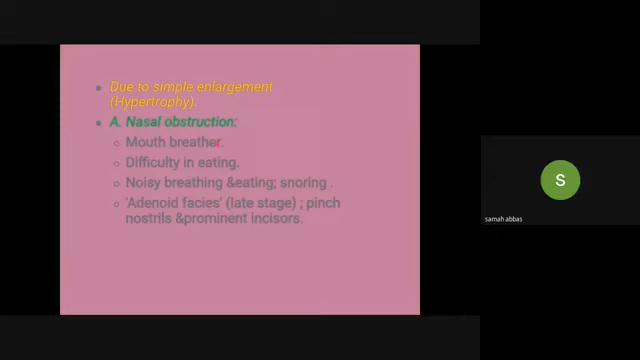 Due to simple enlargement
(Hypertrophy).
A. Nasal obstruction:
Mouth breather.
Difficulty in eating.
Noisy breathing &eating; snoring .
'Adenoid facies' (late stage) ; pinch
nostrils &prominent incisors.
S
samah abbas